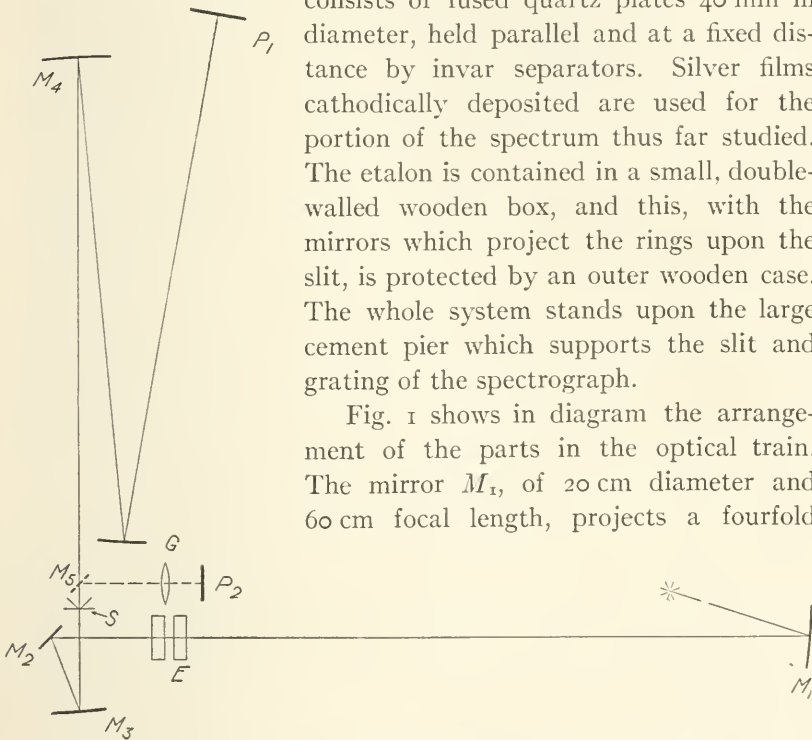 consists of fused quartz plates 40 mm in
diameter, held parallel and at a fixed dis-
tance by invar separators. Silver films
cathodically deposited are used for the
portion of the spectrum thus far studied.
The etalon is contained in a small, double-
walled wooden box, and this, with the
mirrors which project the rings upon the
slit, is protected by an outer wooden case.
The whole system stands upon the large
cement pier which supports the slit and
grating of the spectrograph.
Fig. 1 shows in diagram the arrange-
ment of the parts in the optical train.
The mirror M₁, of 20 cm diameter and
60 cm focal length, projects a fourfold
P₁
M₄
G
M₅
P₂
S
M₂
E
M₁
M₃